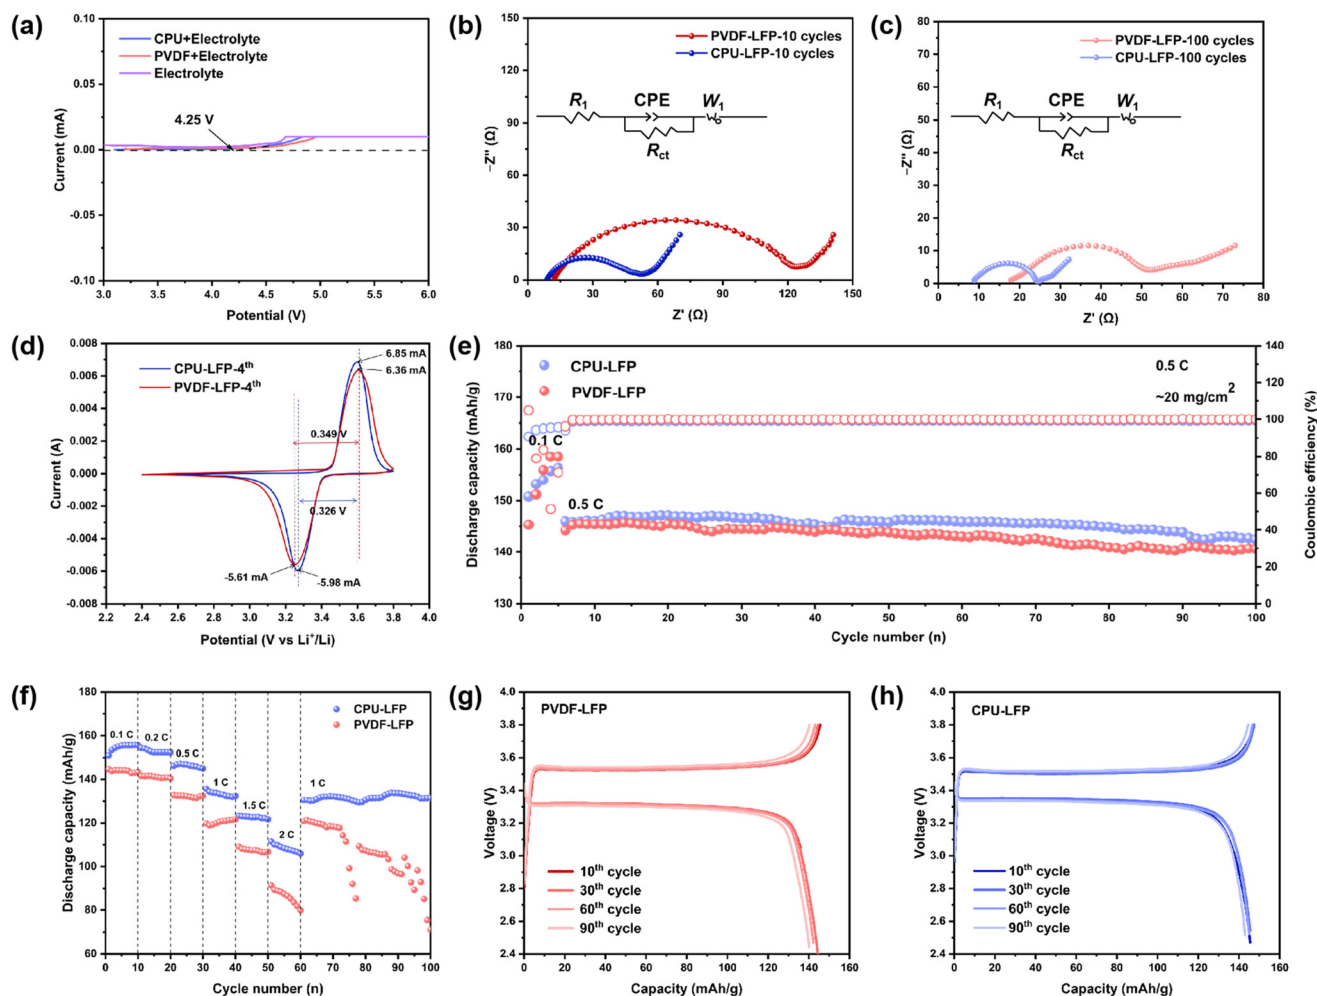 (a)
0.10
0.05
0.00
-0.05
-0.10
Current (mA)
CPU+Electrolyte
PVDF+Electrolyte
Electrolyte
4.25 V
3.0 3.5 4.0 4.5 5.0 5.5 6.0
Potential (V)
(b)
150
120
90
60
30
0
−Z'' (Ω)
PVDF-LFP-10 cycles
CPU-LFP-10 cycles
R1 CPE W1
Rct
0 30 60 90 120 150
Z' (Ω)
(c)
80
70
60
50
40
30
20
10
0
−Z'' (Ω)
PVDF-LFP-100 cycles
CPU-LFP-100 cycles
R1 CPE W1
Rct
0 10 20 30 40 50 60 70 80
Z' (Ω)
(d)
0.008
0.006
0.004
0.002
0.000
-0.002
-0.004
-0.006
-0.008
Current (A)
CPU-LFP-4th
PVDF-LFP-4th
6.85 mA
6.36 mA
0.349 V
0.326 V
-5.61 mA
-5.98 mA
2.2 2.4 2.6 2.8 3.0 3.2 3.4 3.6 3.8 4.0
Potential (V vs Li+/Li)
(e)
180
170
160
150
140
130
Discharge capacity (mAh/g)
CPU-LFP
PVDF-LFP
0.1 C
0.5 C
0.5 C
~20 mg/cm2
140
120
100
80
60
40
20
0
Coulombic efficiency (%)
0 10 20 30 40 50 60 70 80 90 100
Cycle number (n)
(f)
180
160
140
120
100
80
60
Discharge capacity (mAh/g)
CPU-LFP
PVDF-LFP
0.1 C
0.2 C
0.5 C
1 C
1.5 C
2 C
1 C
0 10 20 30 40 50 60 70 80 90 100
Cycle number (n)
(g)
4.0
3.8
3.6
3.4
3.2
3.0
2.8
2.6
2.4
Voltage (V)
PVDF-LFP
10th cycle
30th cycle
60th cycle
90th cycle
0 20 40 60 80 100 120 140 160
Capacity (mAh/g)
(h)
4.0
3.8
3.6
3.4
3.2
3.0
2.8
2.6
2.4
Voltage (V)
CPU-LFP
10th cycle
30th cycle
60th cycle
90th cycle
0 20 40 60 80 100 120 140 160
Capacity (mAh/g)